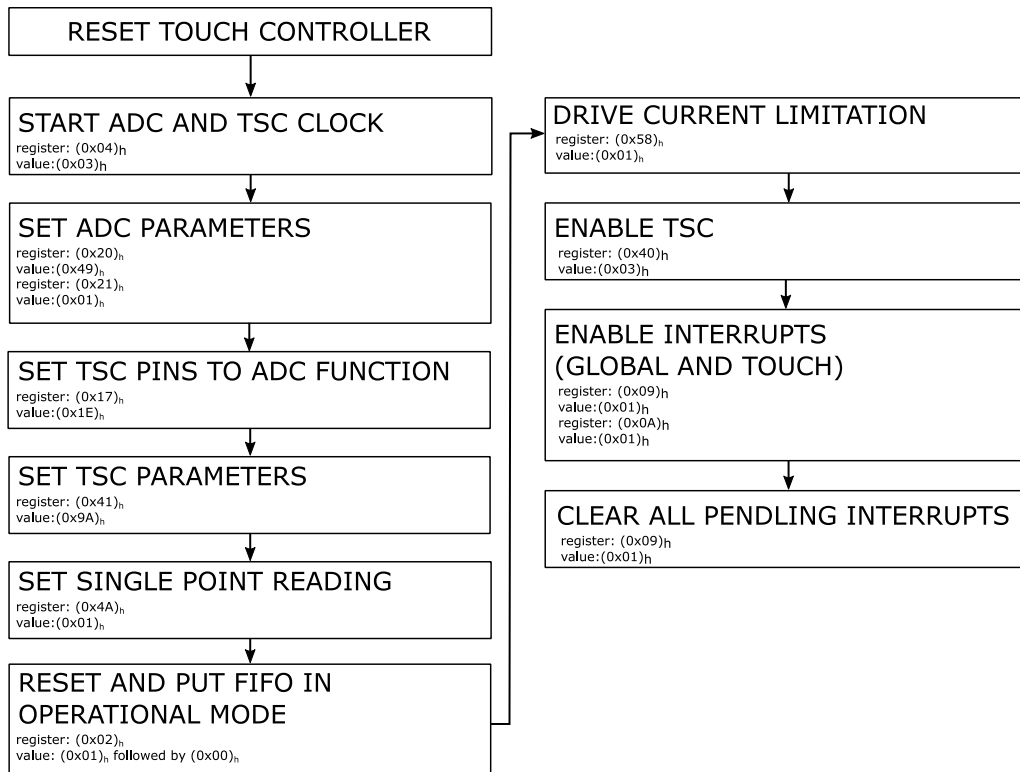 RESET TOUCH CONTROLLER
START ADC AND TSC CLOCK
register: (0x04)h
value:(0x03)h
SET ADC PARAMETERS
register: (0x20)h
value:(0x49)h
register: (0x21)h
value:(0x01)h
SET TSC PINS TO ADC FUNCTION
register: (0x17)h
value:(0x1E)h
SET TSC PARAMETERS
register: (0x41)h
value:(0x9A)h
SET SINGLE POINT READING
register: (0x4A)h
value:(0x01)h
RESET AND PUT FIFO IN
OPERATIONAL MODE
register: (0x02)h
value: (0x01)h followed by (0x00)h
DRIVE CURRENT LIMITATION
register: (0x58)h
value:(0x01)h
ENABLE TSC
register: (0x40)h
value:(0x03)h
ENABLE INTERRUPTS
(GLOBAL AND TOUCH)
register: (0x09)h
value:(0x01)h
register: (0x0A)h
value:(0x01)h
CLEAR ALL PENDLING INTERRUPTS
register: (0x09)h
value:(0x01)h